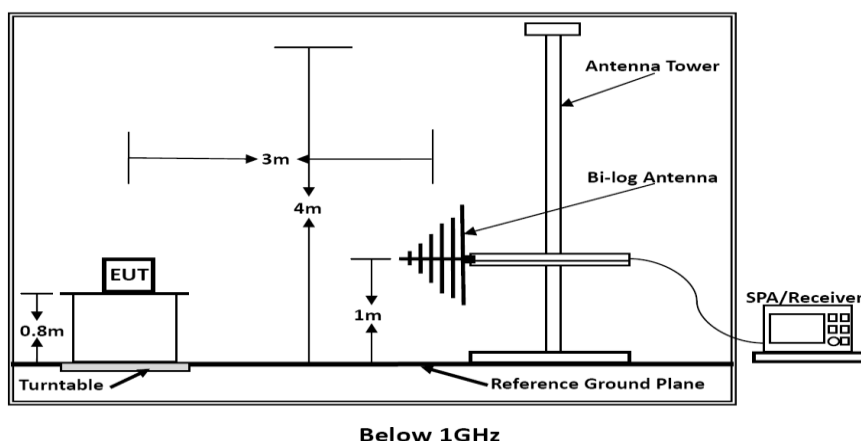 Antenna Tower
3m
Bi-log Antenna
4m
EUT
0.8m
1m
SPA/Receiver
Turntable
Reference Ground Plane
Below 1GHz